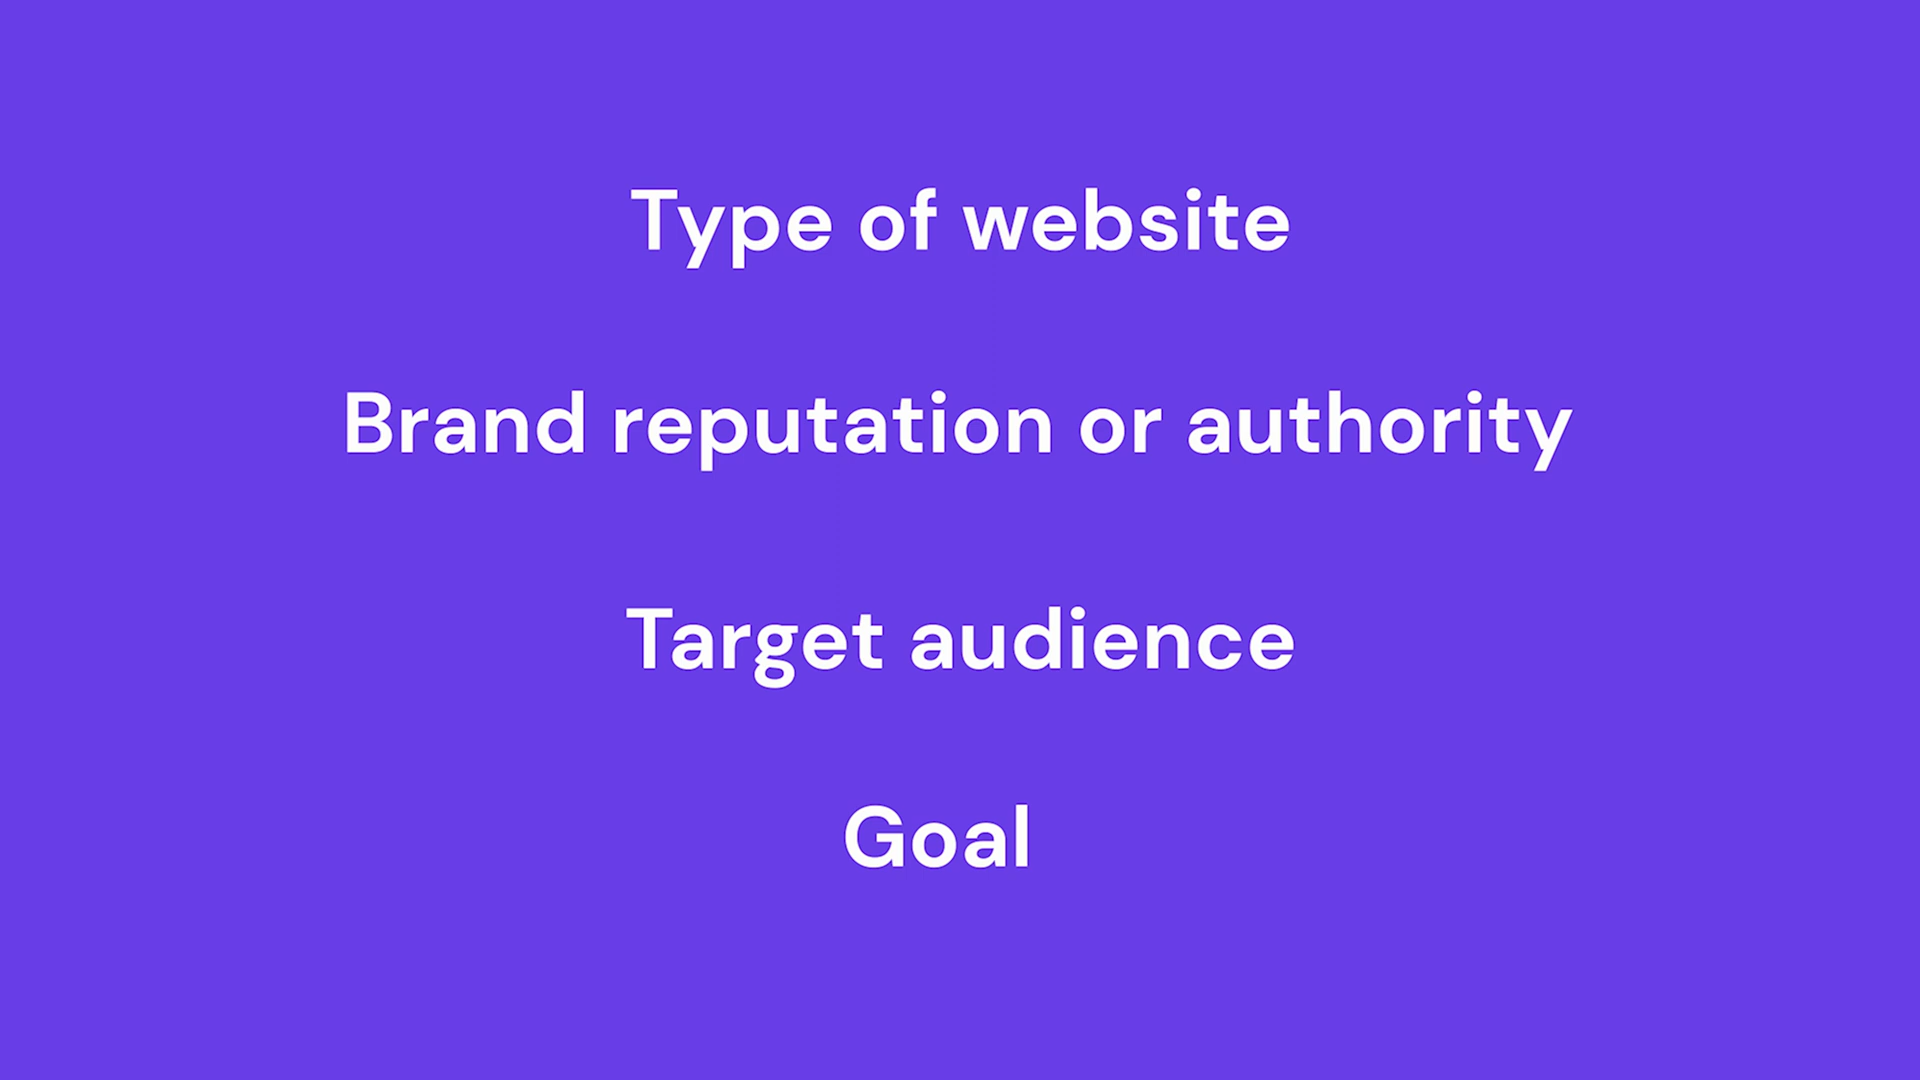 Type of website
Brand reputation or authority
Target audience
Goal